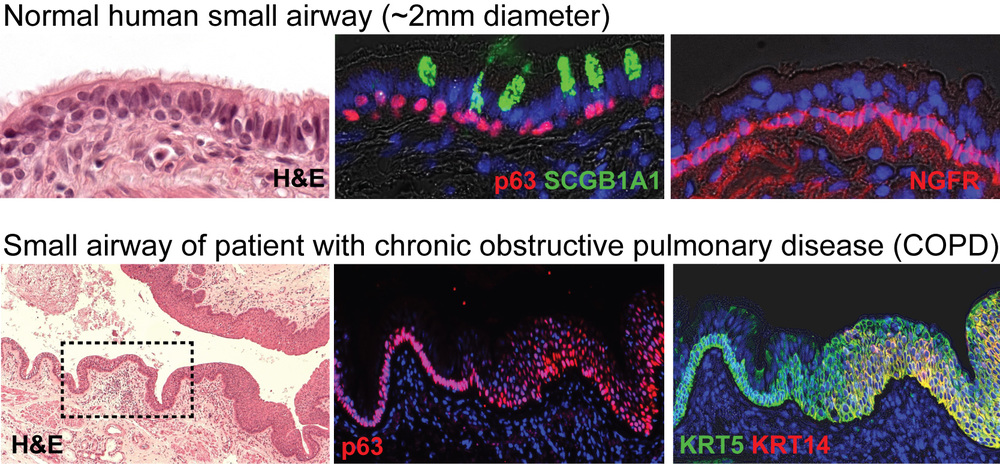 Normal human small airway (~2mm diameter)
H&E
p63 SCGB1A1
NGFR
Small airway of patient with chronic obstructive pulmonary disease (COPD)
H&E
p63
KRT5 KRT14